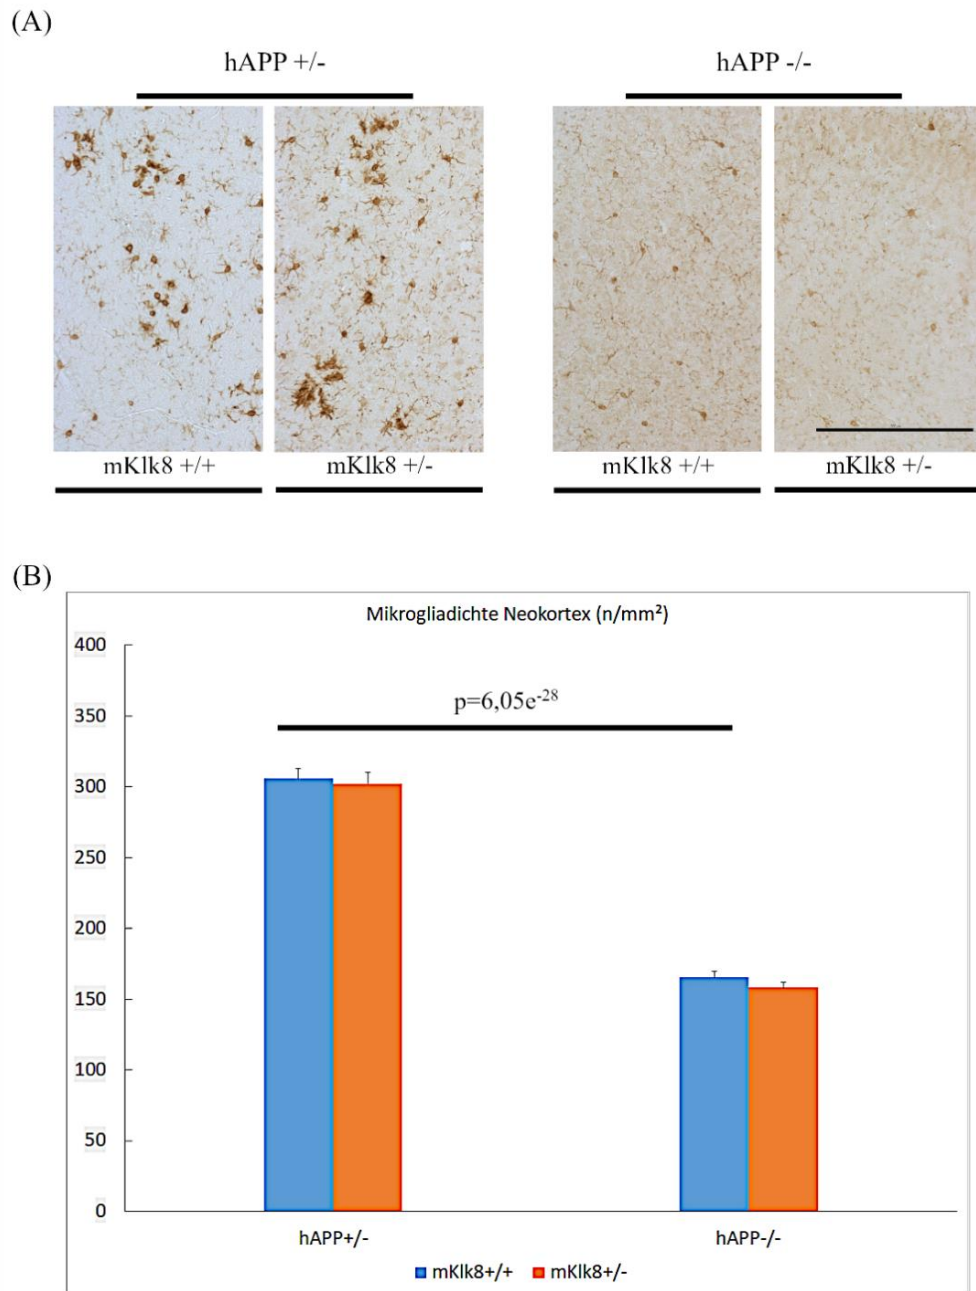 (A)
hAPP +/-
hAPP -/-
mKlk8 +/+
mKlk8 +/-
mKlk8 +/+
mKlk8 +/-
(B)
Mikrogliadichte Neokortex (n/mm²)
400
350
p=6,05e⁻²⁸
300
250
200
150
100
50
0
hAPP+/-
hAPP-/-
mKlk8+/+
mKlk8+/-